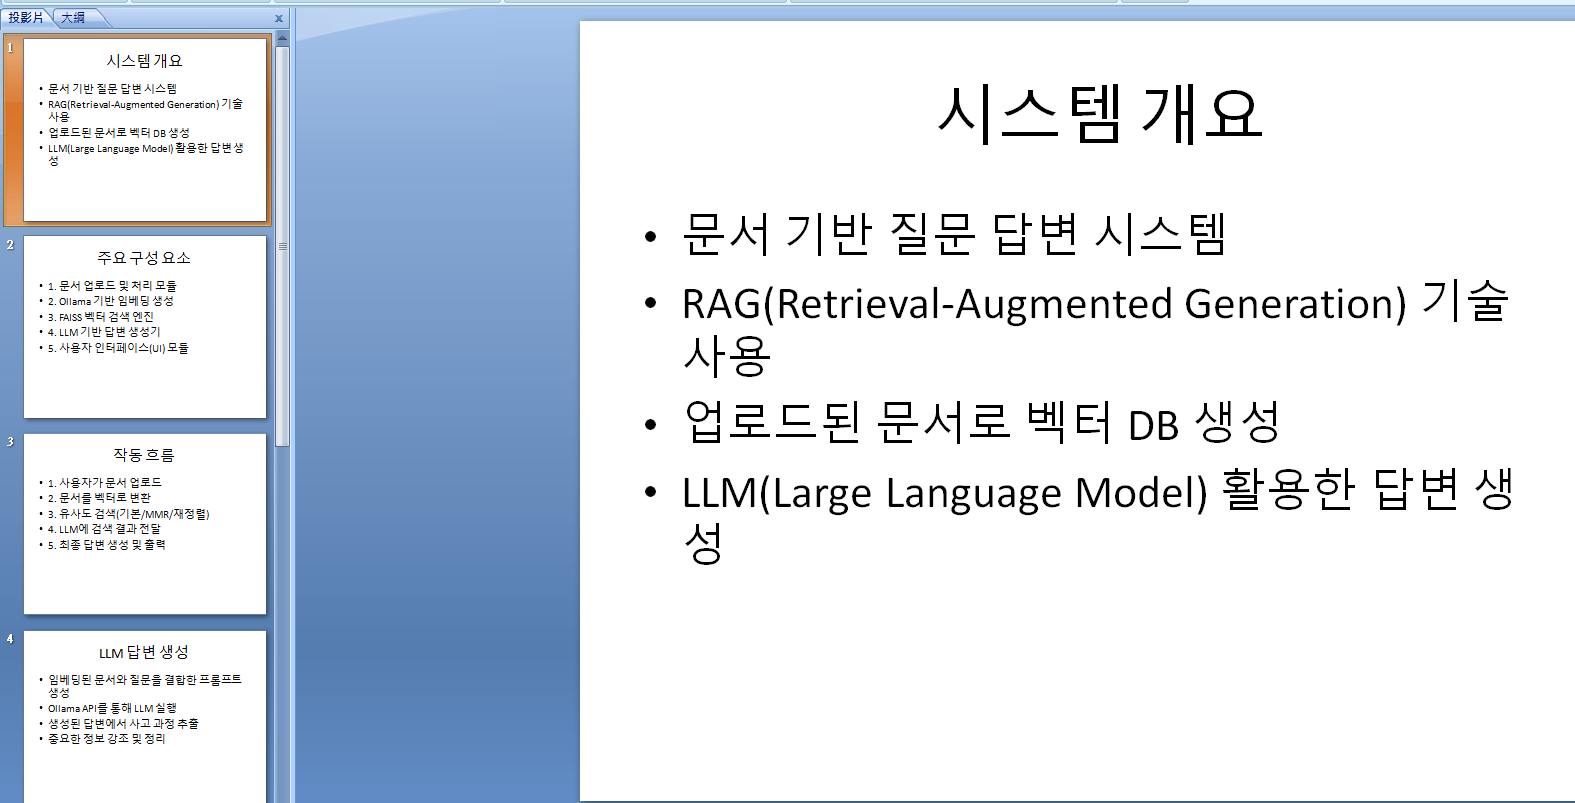 投影片 大綱 x
1
시스템 개요
• 문서 기반 질문 답변 시스템
• RAG(Retrieval-Augmented Generation) 기술
사용
• 업로드된 문서로 벡터 DB 생성
• LLM(Large Language Model) 활용한 답변 생
성
2
주요 구성 요소
• 1. 문서 업로드 및 처리 모듈
• 2. Ollama 기반 임베딩 생성
• 3. FAISS 벡터 검색 엔진
• 4. LLM 기반 답변 생성기
• 5. 사용자 인터페이스(UI) 모듈
3
작동 흐름
• 1. 사용자가 문서 업로드
• 2. 문서를 벡터로 변환
• 3. 유사도 검색(기본/MMR/재정렬)
• 4. LLM에 검색 결과 전달
• 5. 최종 답변 생성 및 출력
4
LLM 답변 생성
• 임베딩된 문서와 질문을 결합한 프롬프트
생성
• Ollama API를 통해 LLM 실행
• 생성된 답변에서 사고 과정 추출
• 중요한 정보 강조 및 정리
시스템 개요
• 문서 기반 질문 답변 시스템
• RAG(Retrieval-Augmented Generation) 기술
사용
• 업로드된 문서로 벡터 DB 생성
• LLM(Large Language Model) 활용한 답변 생
성